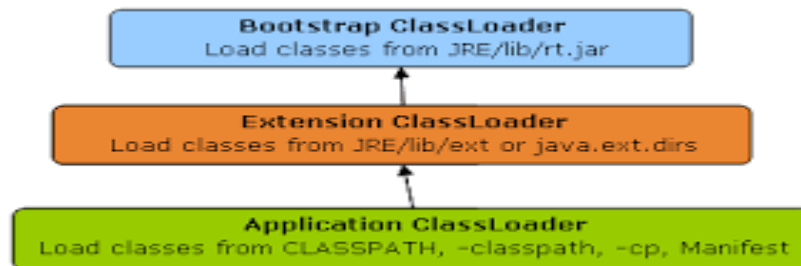 Bootstrap ClassLoader
Load classes from JRE/lib/rt.jar
Extension ClassLoader
Load classes from JRE/lib/ext or java.ext.dirs
Application ClassLoader
Load classes from CLASSPATH, -classpath, -cp, Manifest